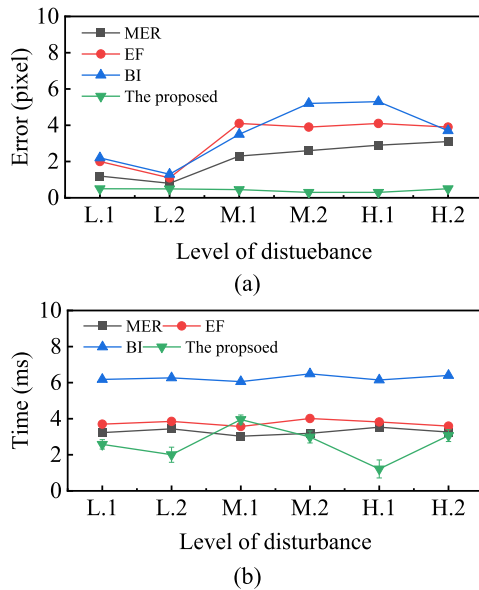 10
8
6
4
2
0
Error (pixel)
MER
EF
BI
The proposed
L.1 L.2 M.1 M.2 H.1 H.2
Level of distuebance
(a)
10
8
6
4
2
0
Time (ms)
MER EF
BI The propsoed
L.1 L.2 M.1 M.2 H.1 H.2
Level of disturbance
(b)